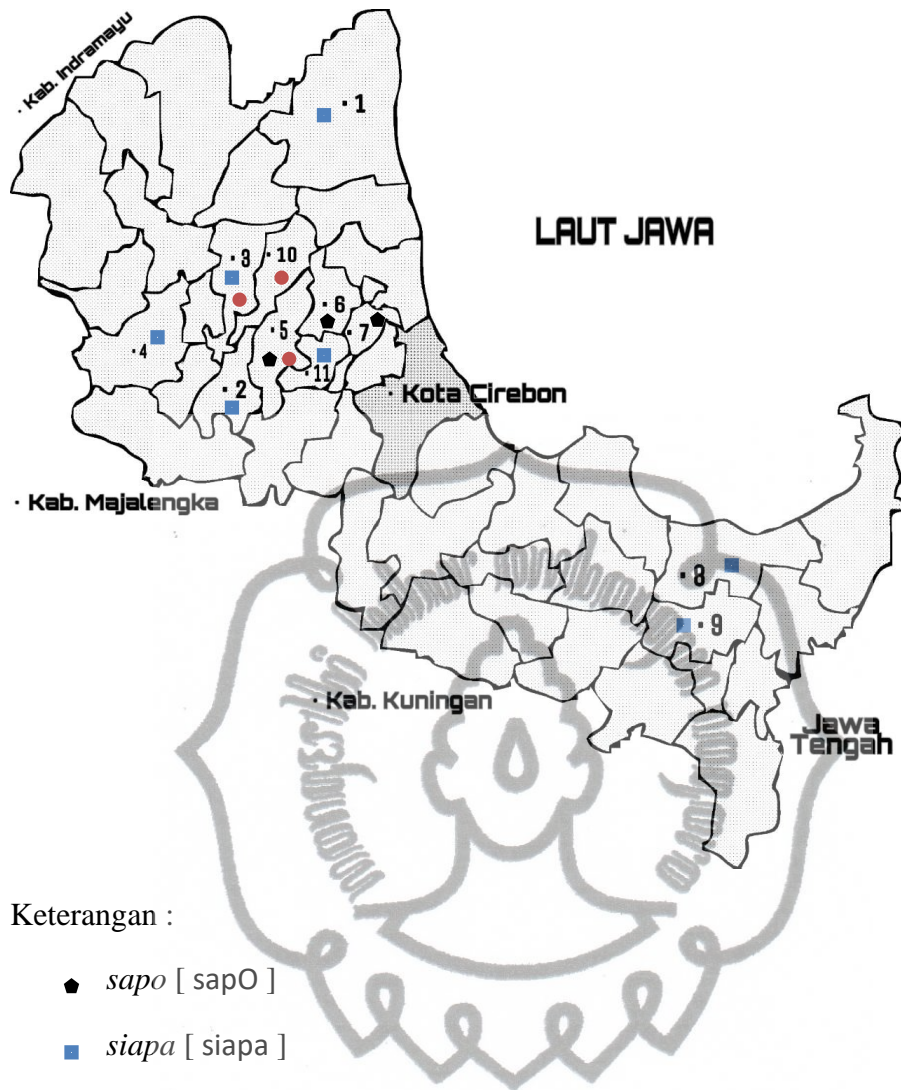 · Kab. Indramayu
· 1
LAUT JAWA
· 3
· 10
· 6
· 5
· 7
· 4
· 11
· 2
· Kota Cirebon
· Kab. Majalengka
· 8
· 9
· Kab. Kuningan
Jawa
Tengah
Keterangan :
sapo [ sapO ]
siapa [ siapa ]